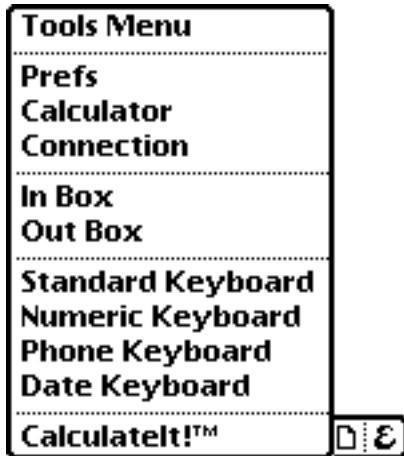 Tools Menu
Prefs
Calculator
Connection
In Box
Out Box
Standard Keyboard
Numeric Keyboard
Phone Keyboard
Date Keyboard
CalculateIt!™